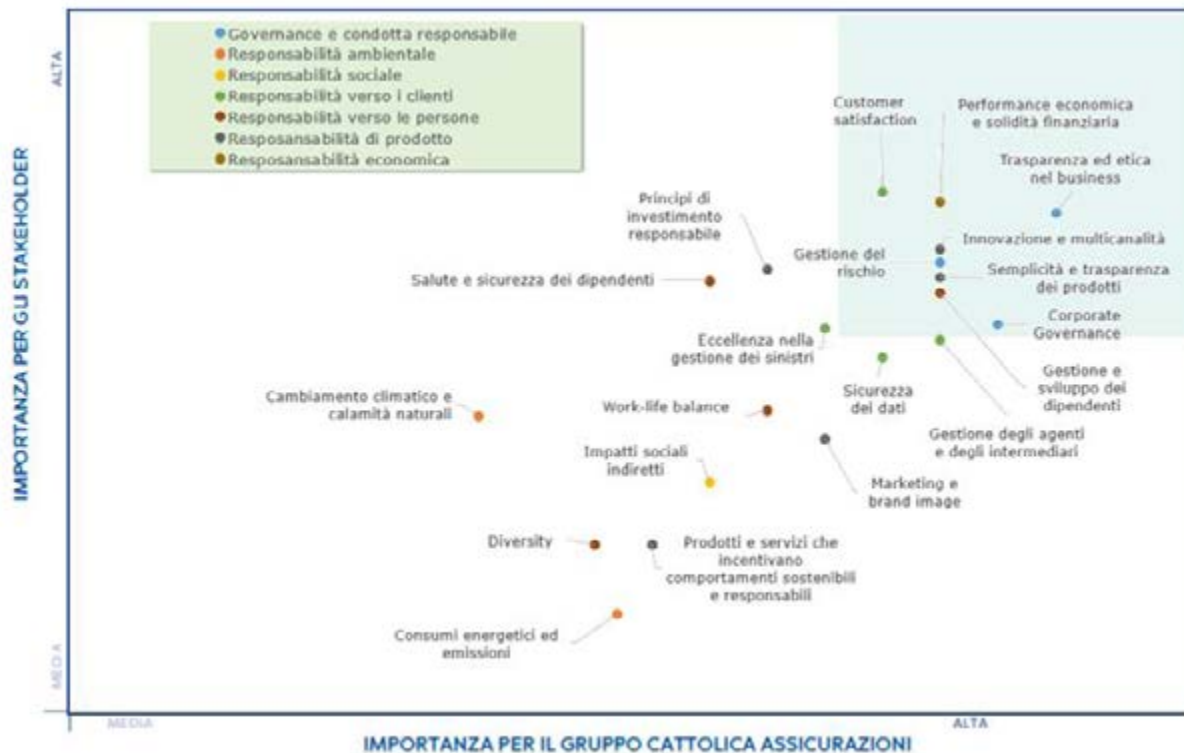 ALTA
Governance e condotta responsabile
Responsabilità ambientale
Responsabilità sociale
Responsabilità verso i clienti
Responsabilità verso le persone
Resposansabilità di prodotto
Resposansabilità economica
Customer
satisfaction
Performance economica
e solidità finanziaria
Trasparenza ed etica
nel business
Principi di
investimento
responsabile
Innovazione e multicanalità
Gestione del
rischio
Semplicità e trasparenza
dei prodotti
Salute e sicurezza dei dipendenti
Corporate
Governance
Eccellenza nella
gestione dei sinistri
Gestione e
sviluppo dei
dipendenti
Sicurezza
dei dati
Cambiamento climatico e
calamità naturali
Work-life balance
Gestione degli agenti
e degli intermediari
Impatti sociali
indiretti
Marketing e
brand image
Diversity
Prodotti e servizi che
incentivano
comportamenti sostenibili
e responsabili
Consumi energetici ed
emissioni
IMPORTANZA PER GLI STAKEHOLDER
MEDIA
MEDIA
ALTA
IMPORTANZA PER IL GRUPPO CATTOLICA ASSICURAZIONI